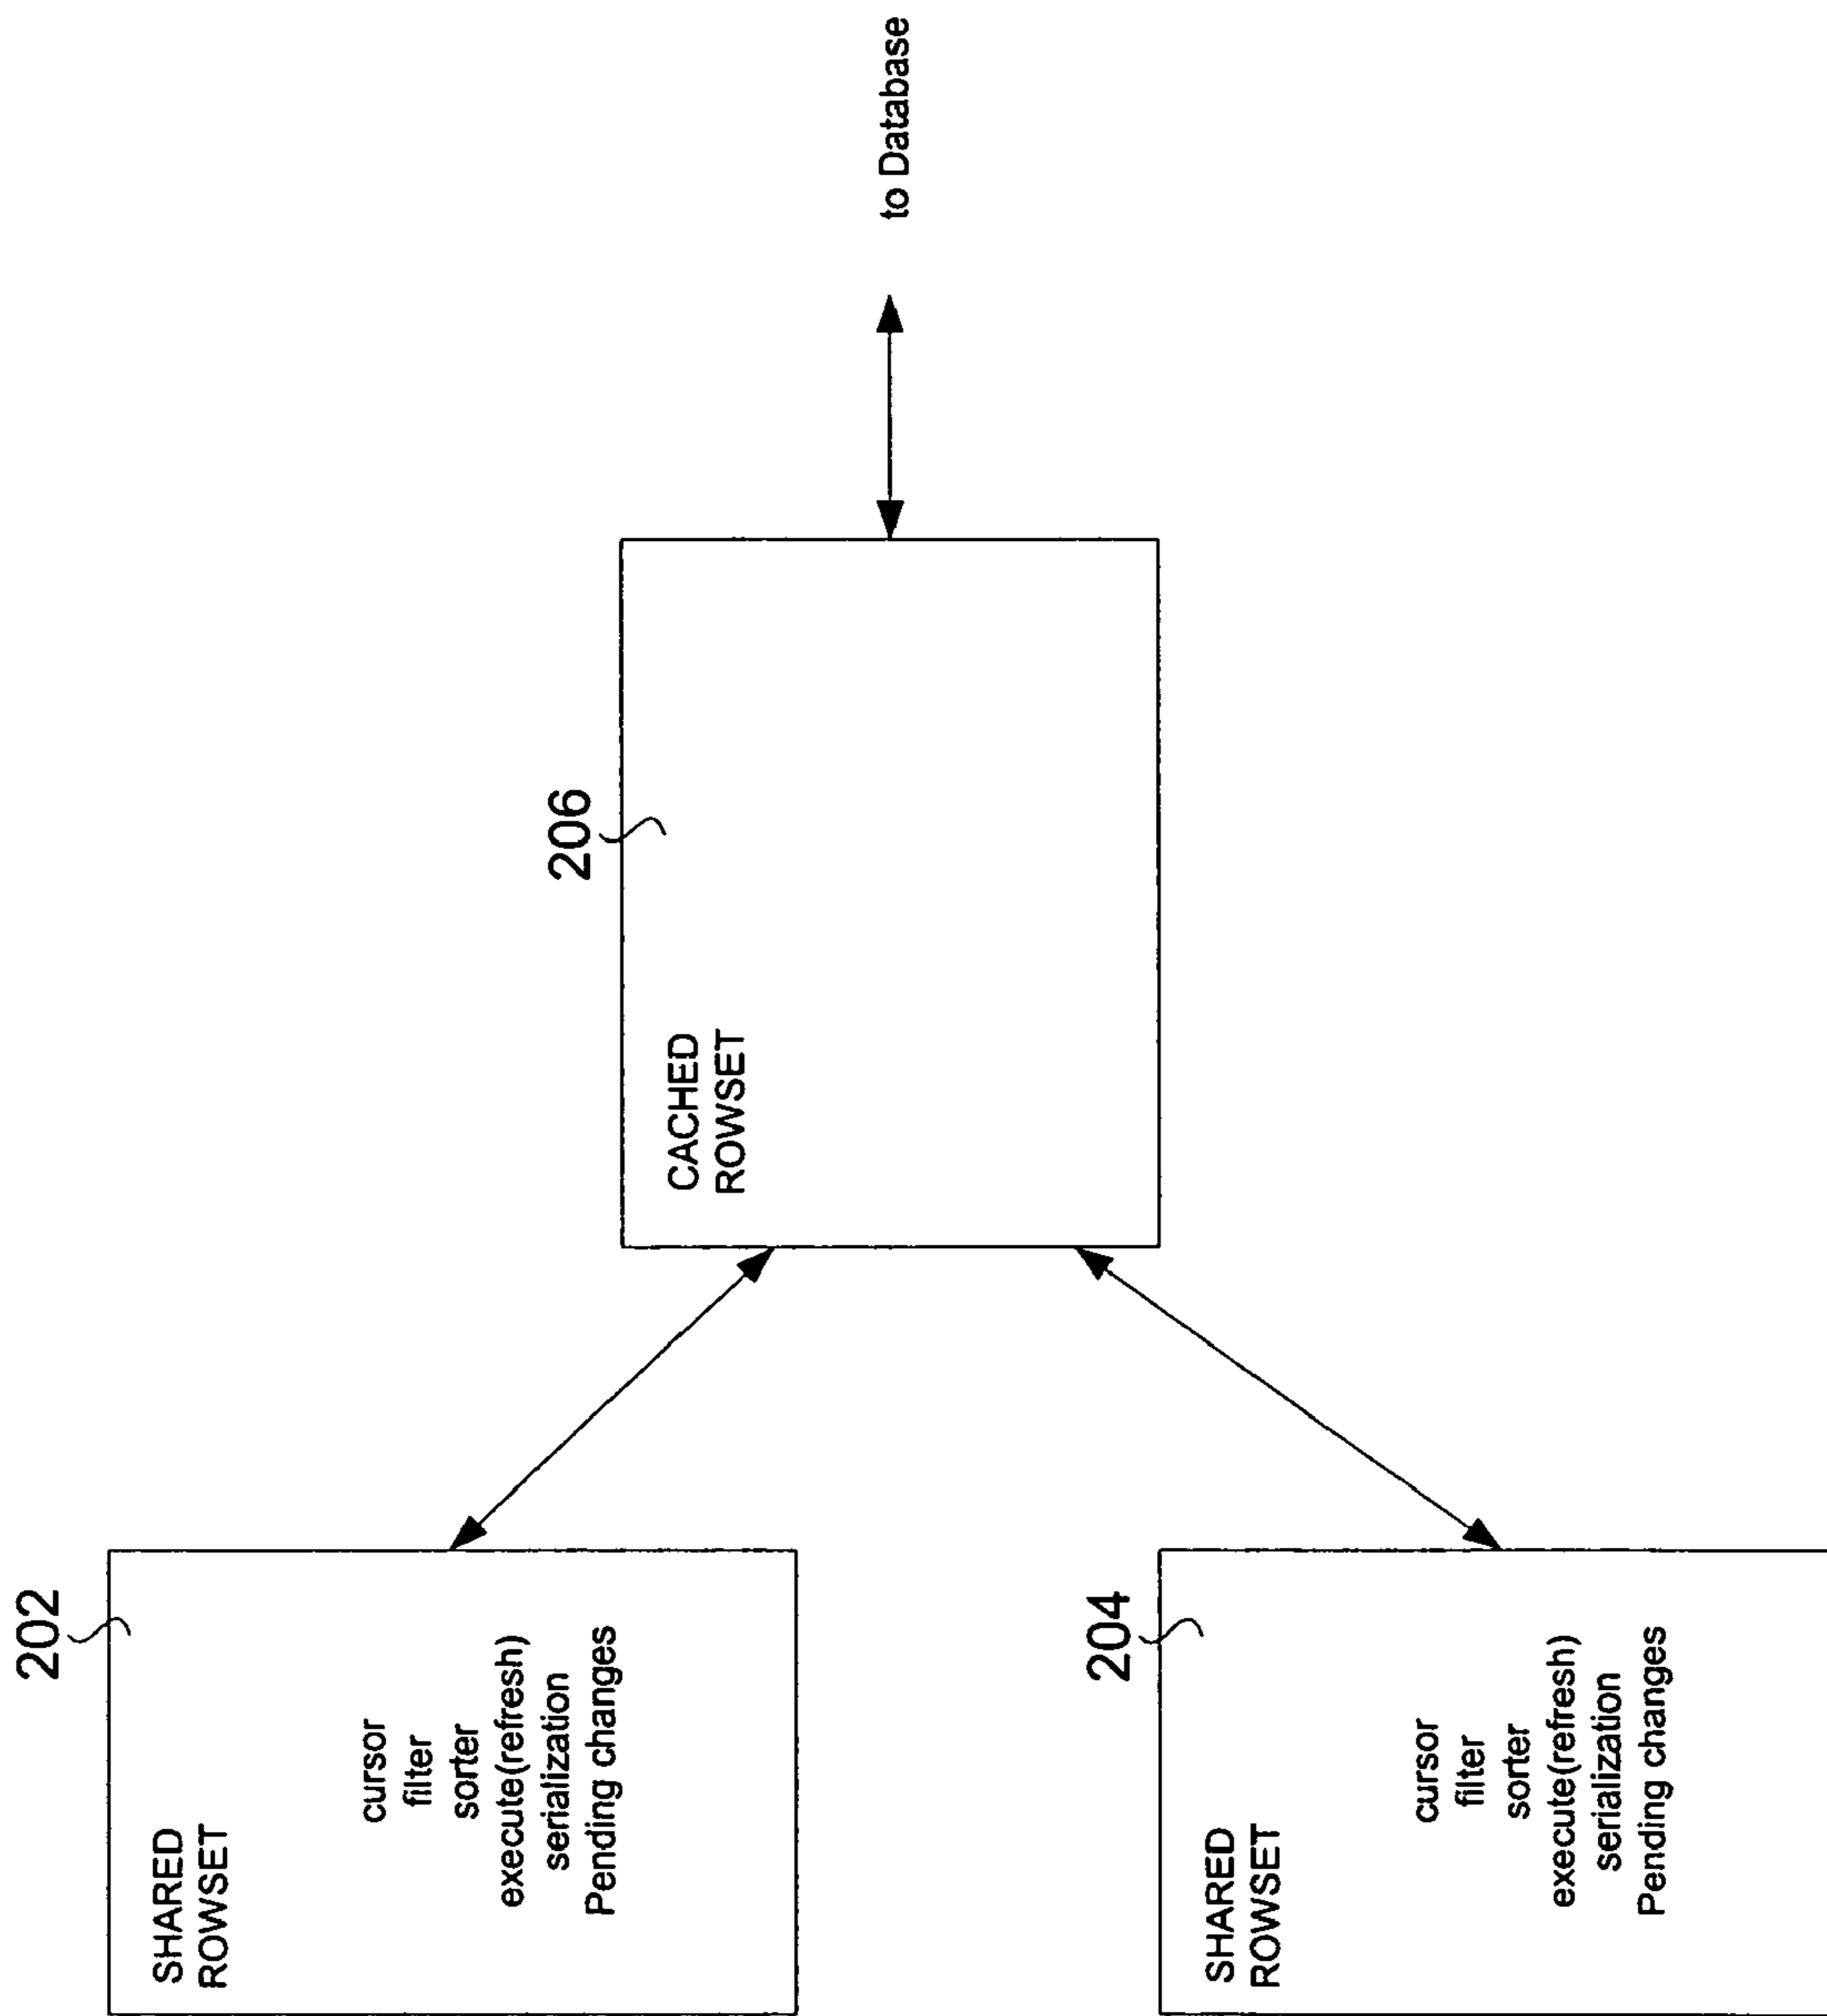 202
SHARED
ROWSET
cursor
filter
sorter
execute(refresh)
serialization
Pending changes
204
SHARED
ROWSET
cursor
filter
sorter
execute(refresh)
serialization
Pending changes
206
CACHED
ROWSET
to Database